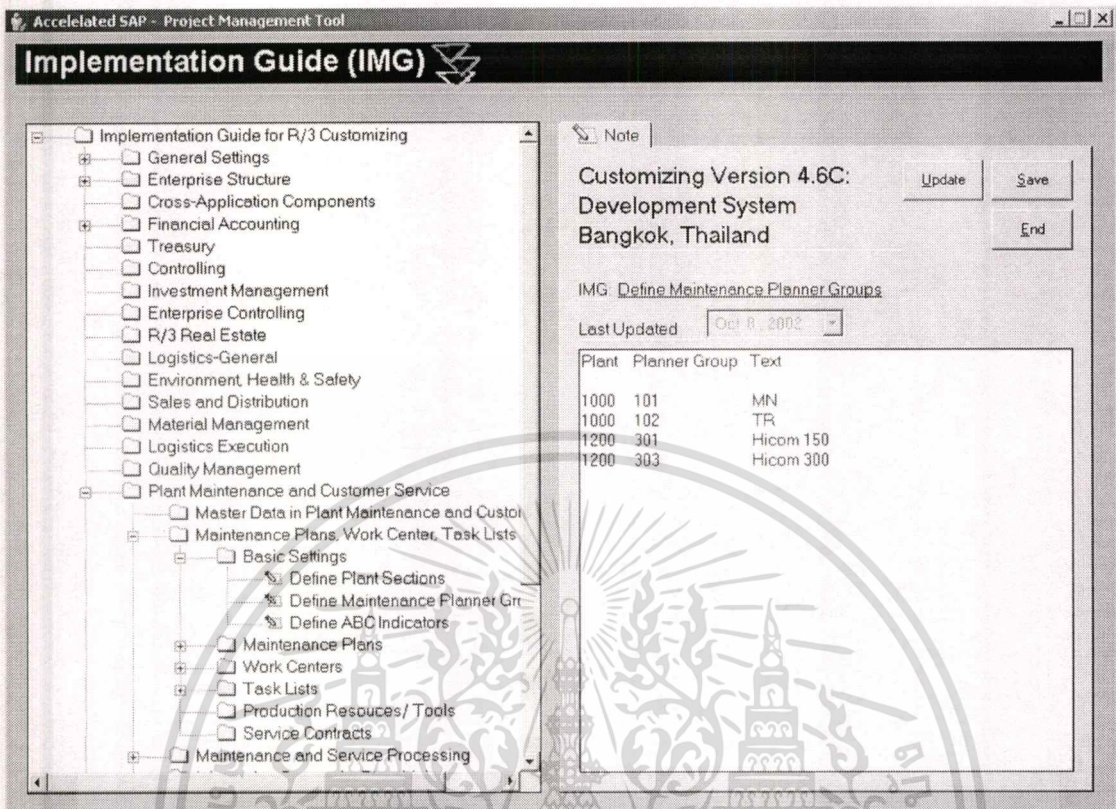 Accelelated SAP - Project Management Tool
Implementation Guide (IMG)
Implementation Guide for R/3 Customizing
General Settings
Enterprise Structure
Cross-Application Components
Financial Accounting
Treasury
Controlling
Investment Management
Enterprise Controlling
R/3 Real Estate
Logistics-General
Environment, Health & Safety
Sales and Distribution
Material Management
Logistics Execution
Quality Management
Plant Maintenance and Customer Service
Master Data in Plant Maintenance and Custo
Maintenance Plans, Work Center, Task Lists
Basic Settings
Define Plant Sections
Define Maintenance Planner Gr
Define ABC Indicators
Maintenance Plans
Work Centers
Task Lists
Production Resouces/ Tools
Service Contracts
Maintenance and Service Processing
Note
Customizing Version 4.6C:
Development System
Bangkok, Thailand
Update
Save
End
IMG: Define Maintenance Planner Groups
Last Updated Oct 8, 2002
Plant Planner Group Text
1000 101 MN
1000 102 TR
1200 301 Hicom 150
1200 303 Hicom 300